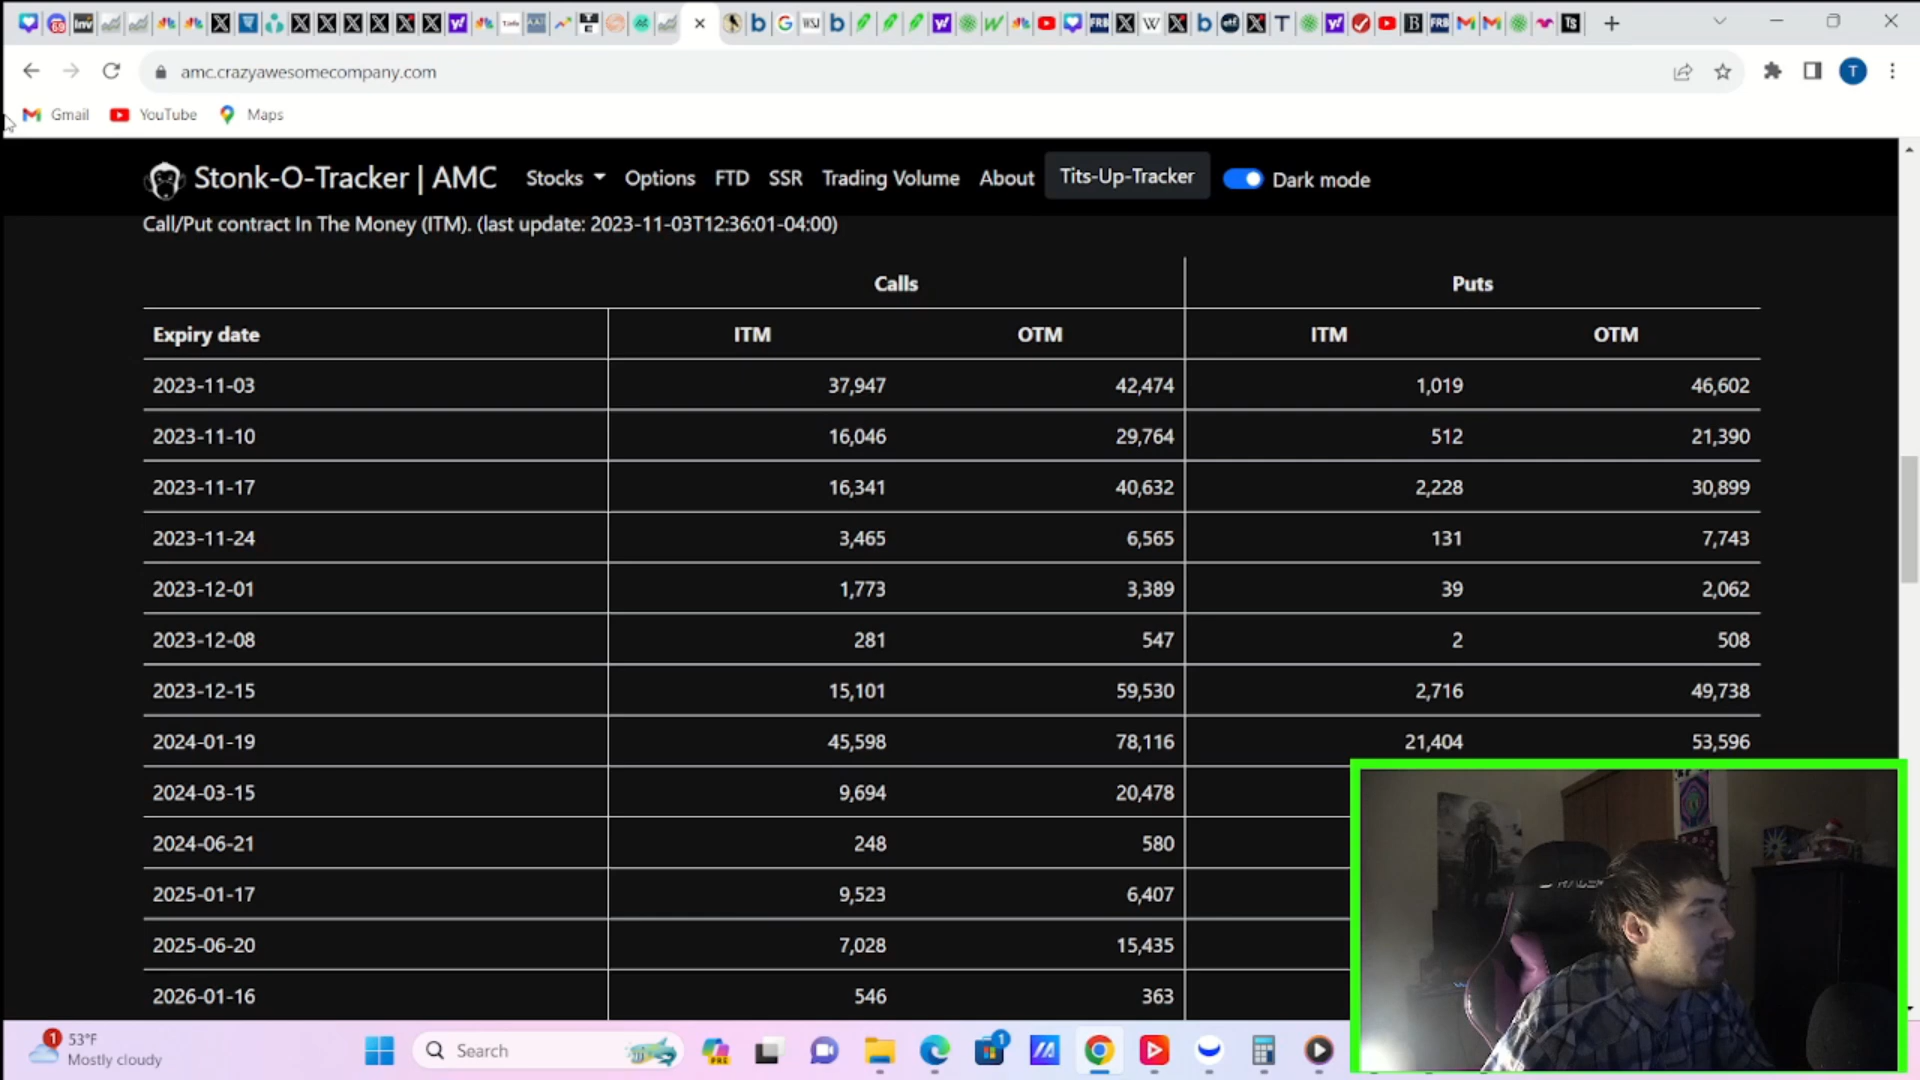 amc.crazyawesomecompany.com
T
Gmail YouTube Maps
Stonk-O-Tracker | AMC Stocks Options FTD SSR Trading Volume About Tits-Up-Tracker Dark mode
Call/Put contract In The Money (ITM). (last update: 2023-11-03T12:36:01-04:00)
Calls Puts
Expiry date ITM OTM ITM OTM
2023-11-03 37,947 42,474 1,019 46,602
2023-11-10 16,046 29,764 512 21,390
2023-11-17 16,341 40,632 2,228 30,899
2023-11-24 3,465 6,565 131 7,743
2023-12-01 1,773 3,389 39 2,062
2023-12-08 281 547 2 508
2023-12-15 15,101 59,530 2,716 49,738
2024-01-19 45,598 78,116 21,404 53,596
2024-03-15 9,694 20,478
2024-06-21 248 580
2025-01-17 9,523 6,407
2025-06-20 7,028 15,435
2026-01-16 546 363
1 53°F
Mostly cloudy
Search
PRE
1